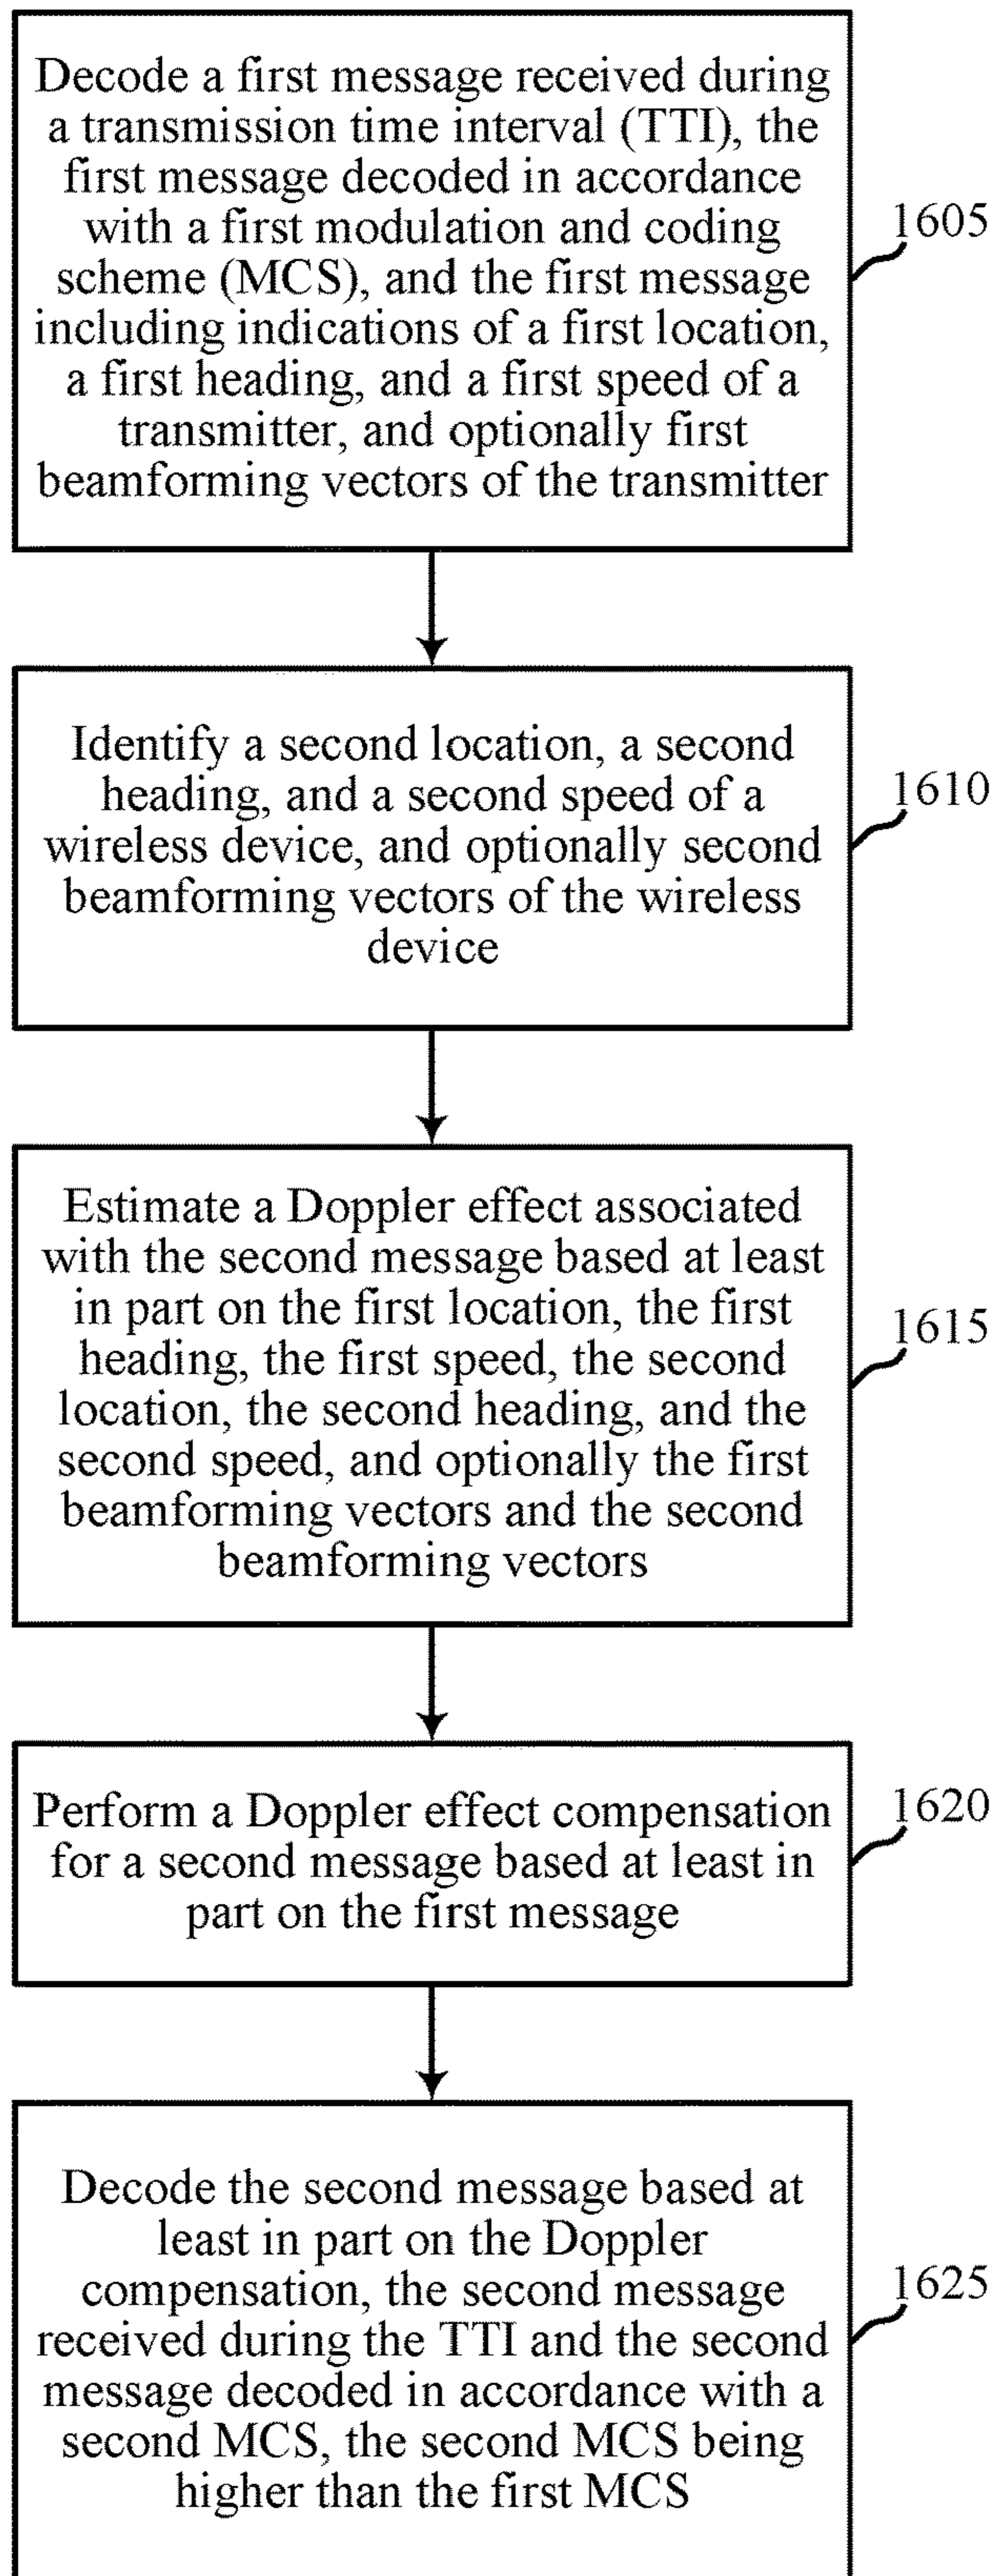 Decode a first message received during
a transmission time interval (TTI), the
first message decoded in accordance
with a first modulation and coding
scheme (MCS), and the first message
including indications of a first location,
a first heading, and a first speed of a
transmitter, and optionally first
beamforming vectors of the transmitter
1605
Identify a second location, a second
heading, and a second speed of a
wireless device, and optionally second
beamforming vectors of the wireless
device
1610
Estimate a Doppler effect associated
with the second message based at least
in part on the first location, the first
heading, the first speed, the second
location, the second heading, and the
second speed, and optionally the first
beamforming vectors and the second
beamforming vectors
1615
Perform a Doppler effect compensation
for a second message based at least in
part on the first message
1620
Decode the second message based at
least in part on the Doppler
compensation, the second message
received during the TTI and the second
message decoded in accordance with a
second MCS, the second MCS being
higher than the first MCS
1625